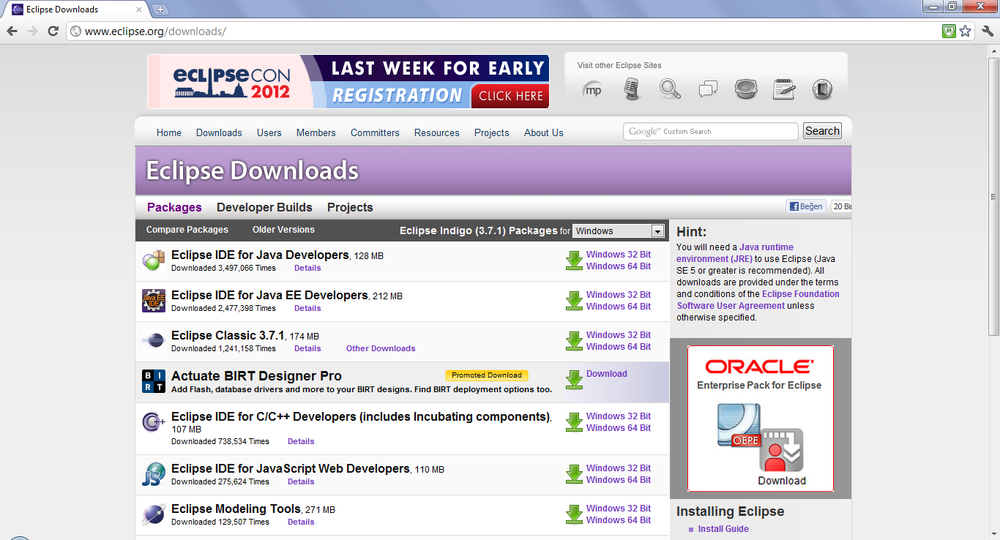 Eclipse Downloads
www.eclipse.org/downloads/
eclipseCON
2012
LAST WEEK FOR EARLY
REGISTRATION
CLICK HERE
Visit other Eclipse Sites
mp
Home Downloads Users Members Committers Resources Projects About Us
Google™ Custom Search
Search
Eclipse Downloads
Packages Developer Builds Projects
Beğen
20 Bi
Compare Packages Older Versions Eclipse Indigo (3.7.1) Packages for Windows
Eclipse IDE for Java Developers, 128 MB
Downloaded 3,497,066 Times Details
Windows 32 Bit
Windows 64 Bit
Java EE
IDE
Eclipse IDE for Java EE Developers, 212 MB
Downloaded 2,477,398 Times Details
Windows 32 Bit
Windows 64 Bit
Eclipse Classic 3.7.1, 174 MB
Downloaded 1,241,158 Times Details Other Downloads
Windows 32 Bit
Windows 64 Bit
B I
R T
Actuate BIRT Designer Pro
Promoted Download
Add Flash, database drivers and more to your BIRT designs. Find BIRT deployment options too.
Download
C++
Eclipse IDE for C/C++ Developers (includes Incubating components),
107 MB
Downloaded 738,534 Times Details
Windows 32 Bit
Windows 64 Bit
JS
Eclipse IDE for JavaScript Web Developers, 110 MB
Downloaded 275,624 Times Details
Windows 32 Bit
Windows 64 Bit
Eclipse Modeling Tools, 271 MB
Downloaded 129,507 Times Details
Windows 32 Bit
Windows 64 Bit
Hint:
You will need a Java runtime
environment (JRE) to use Eclipse (Java
SE 5 or greater is recommended). All
downloads are provided under the terms
and conditions of the Eclipse Foundation
Software User Agreement unless
otherwise specified.
ORACLE
Enterprise Pack for Eclipse
OEPE
Download
Installing Eclipse
Install Guide